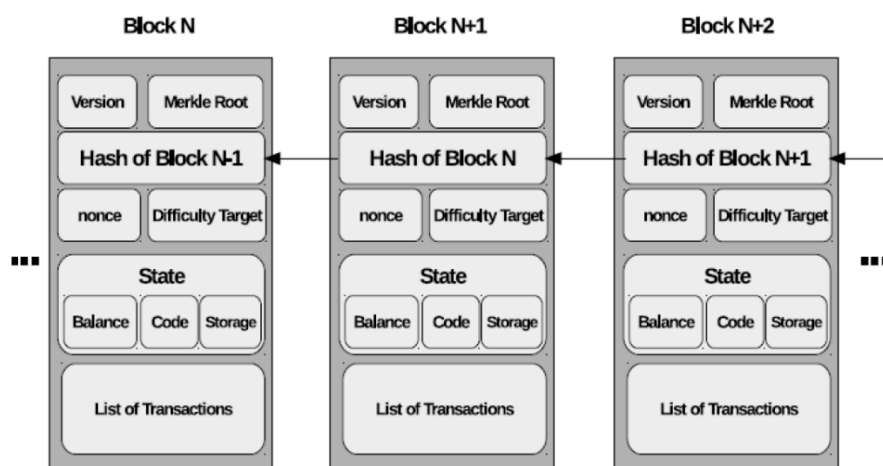 Block N
Block N+1
Block N+2
Version Merkle Root
Hash of Block N-1
nonce Difficulty Target
State
Balance Code Storage
List of Transactions
Version Merkle Root
Hash of Block N
nonce Difficulty Target
State
Balance Code Storage
List of Transactions
Version Merkle Root
Hash of Block N+1
nonce Difficulty Target
State
Balance Code Storage
List of Transactions